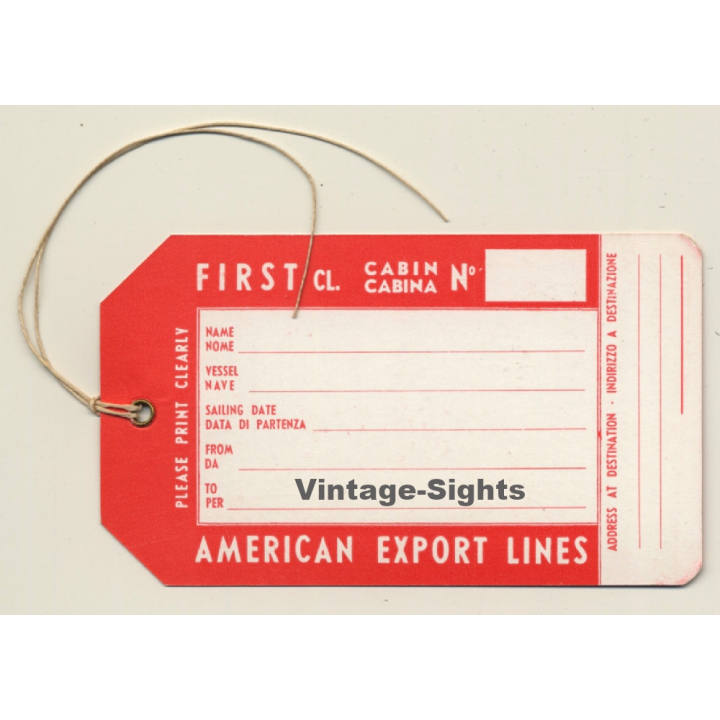 FIRST CL. CABIN Nº
CABINA
PLEASE PRINT CLEARLY
NAME
NOME
VESSEL
NAVE
SAILING DATE
DATA DI PARTENZA
FROM
DA
TO
PER
Vintage-Sights
AMERICAN EXPORT LINES
ADDRESS AT DESTINATION · INDIRIZZO A DESTINAZIONE